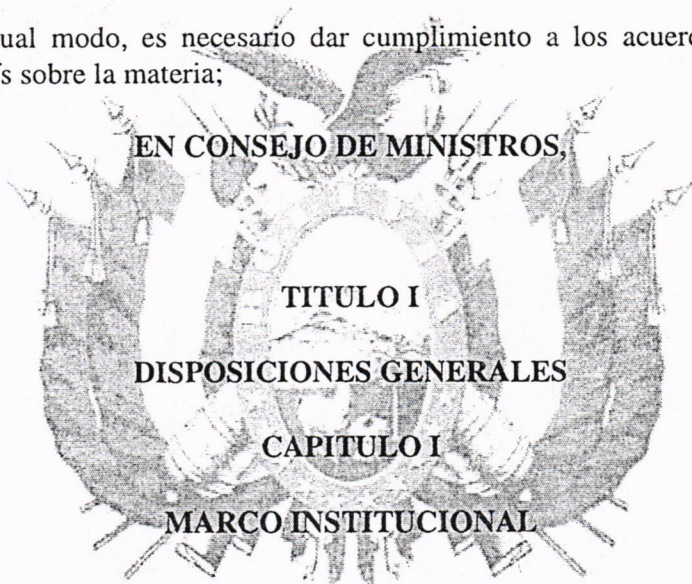 ual modo, es necesario dar cumplimiento a los acuer
s sobre la materia;
EN CONSEJO DE MINISTROS,
TITULO I
DISPOSICIONES GENERALES
CAPITULO I
MARCO INSTITUCIONAL